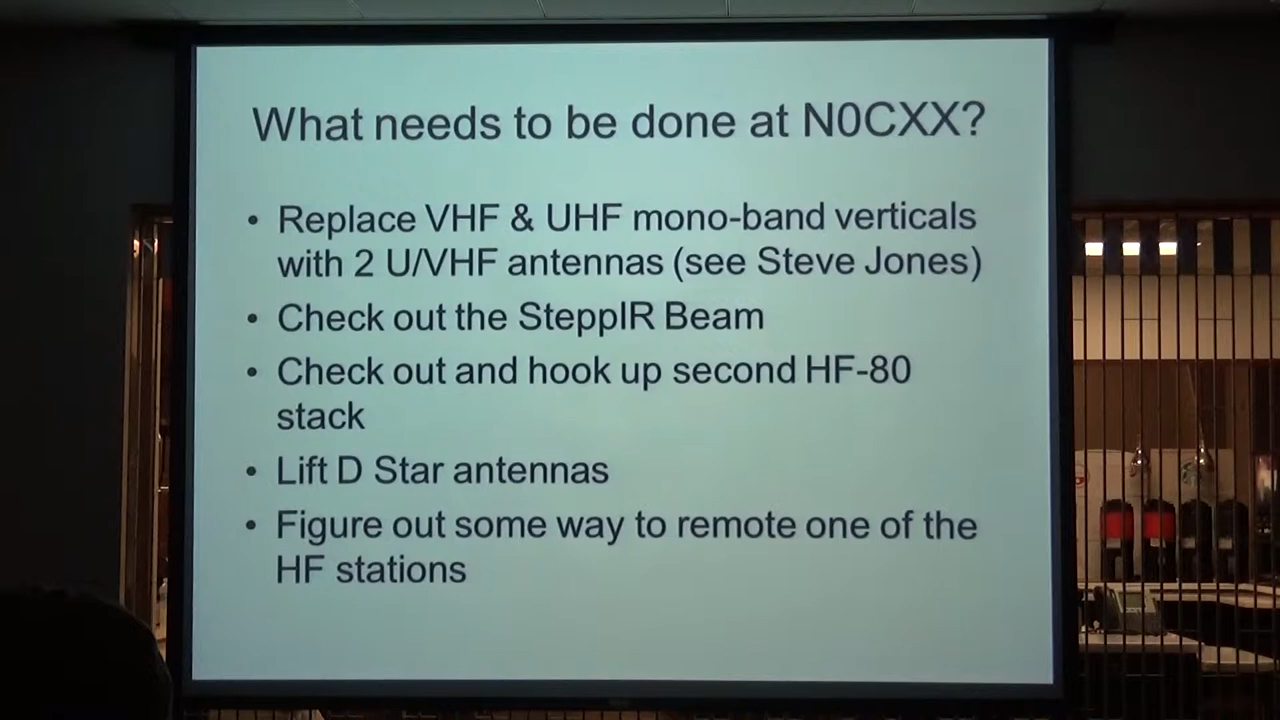 What needs to be done at N0CXX?
• Replace VHF & UHF mono-band verticals
with 2 U/VHF antennas (see Steve Jones)
• Check out the SteppIR Beam
• Check out and hook up second HF-80
stack
• Lift D Star antennas
• Figure out some way to remote one of the
HF stations